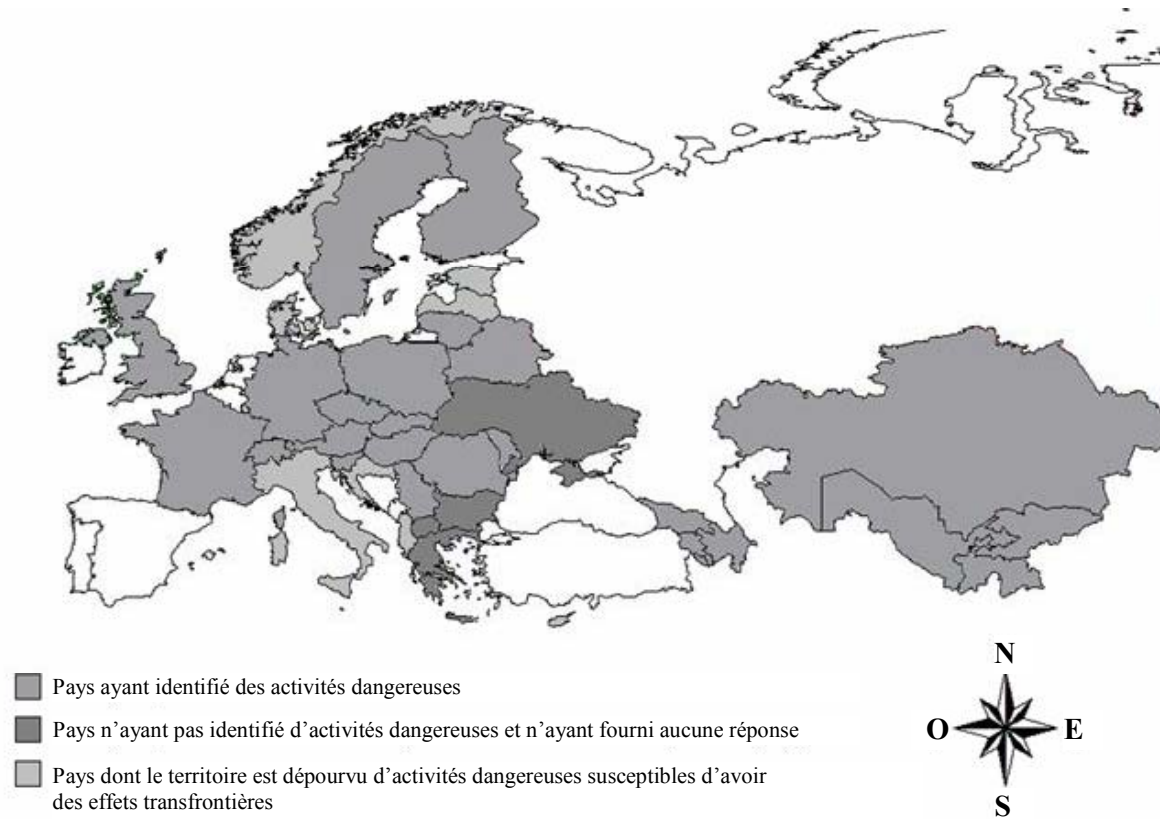 Pays ayant identifié des activités dangereuses
Pays n’ayant pas identifié d’activités dangereuses et n’ayant fourni aucune réponse
Pays dont le territoire est dépourvu d’activités dangereuses susceptibles d’avoir
des effets transfrontières
N
O E
S